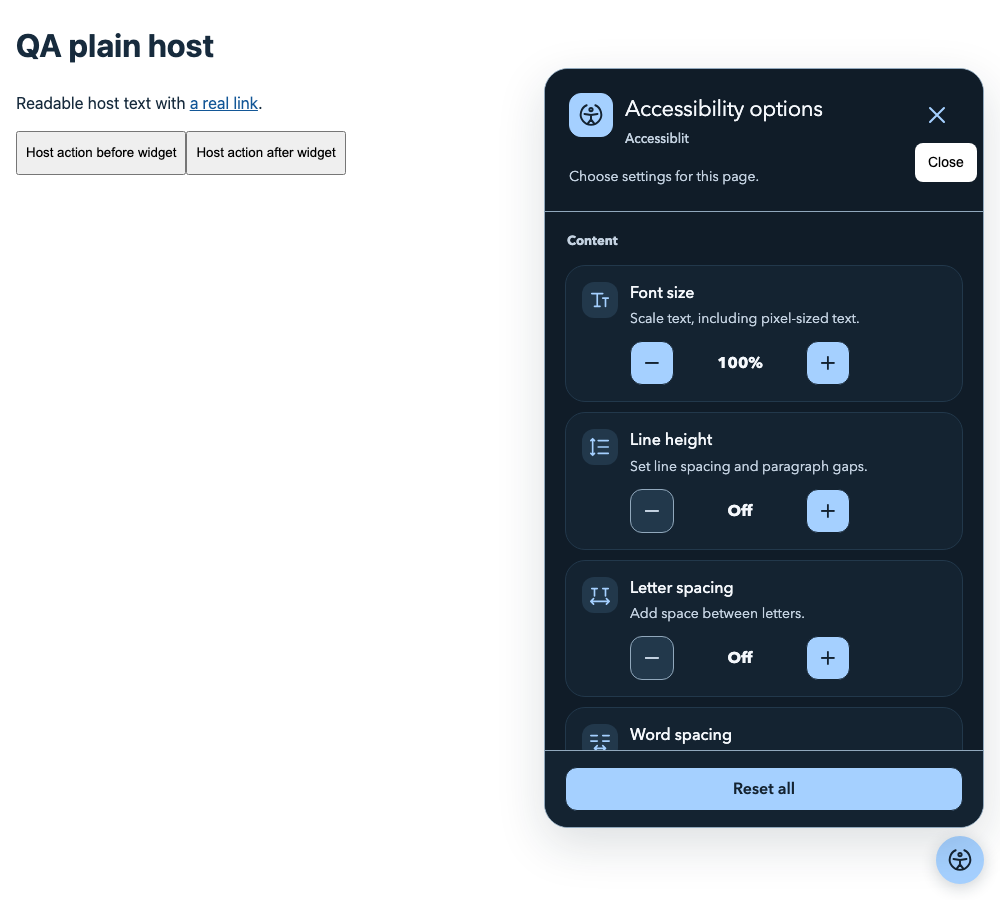 QA plain host
Readable host text with a real link.
Host action before widget
Host action after widget
Accessibility options
Accessiblit
Close
Choose settings for this page.
Content
Font size
Scale text, including pixel-sized text.
− 100% +
Line height
Set line spacing and paragraph gaps.
− Off +
Letter spacing
Add space between letters.
− Off +
Word spacing
Reset all